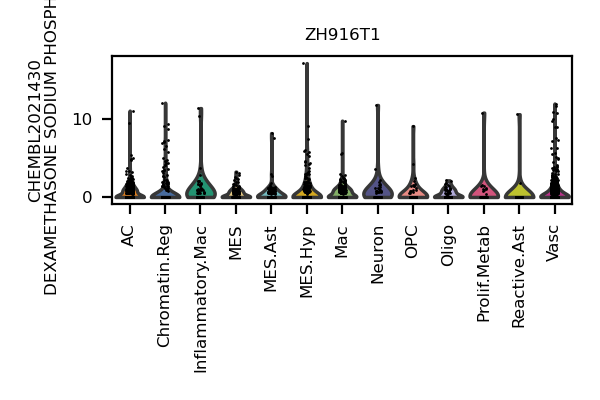 ZH916T1
CHEMBL2021430
DEXAMETHASONE SODIUM PHOSPH
10
0
AC
Chromatin.Reg
Inflammatory.Mac
MES
MES.Ast
MES.Hyp
Mac
Neuron
OPC
Oligo
Prolif.Metab
Reactive.Ast
Vasc